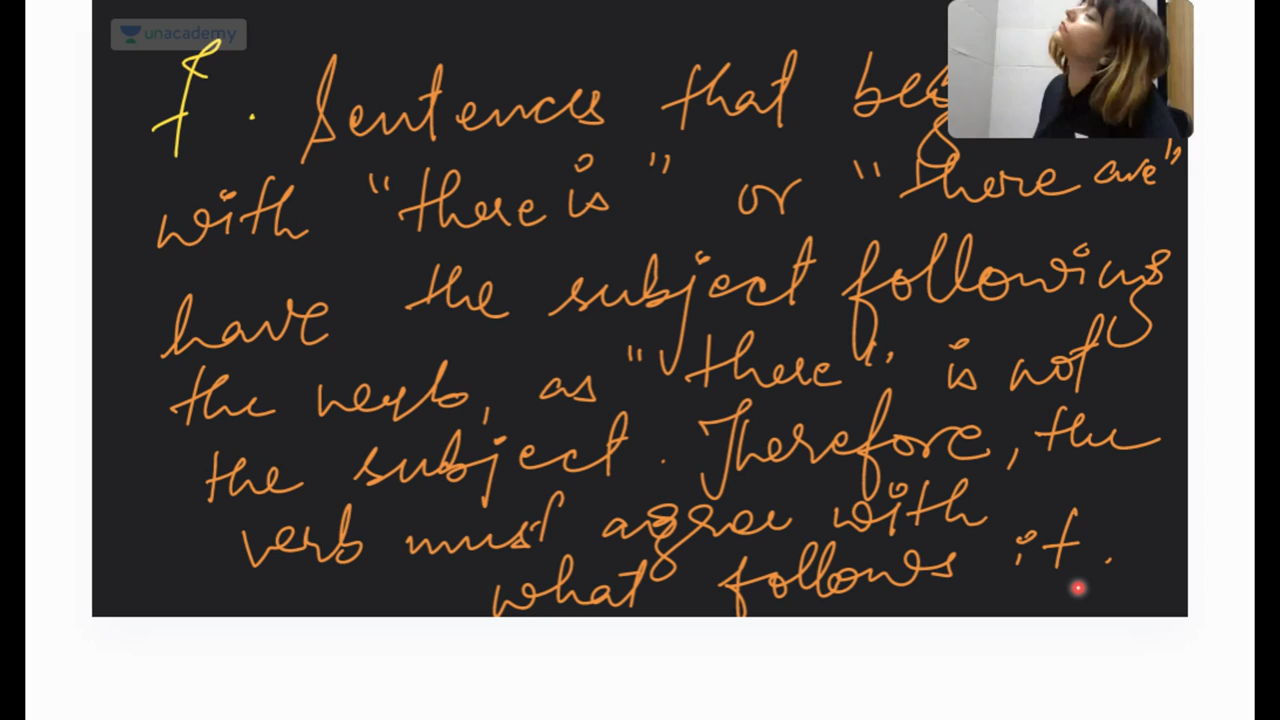 unacademy
f. Sentences that beg
with "there is" or "there are"
have the subject following
the verb, as "there", is not
the subject. Therefore, the
verb must agree with
what follows it.